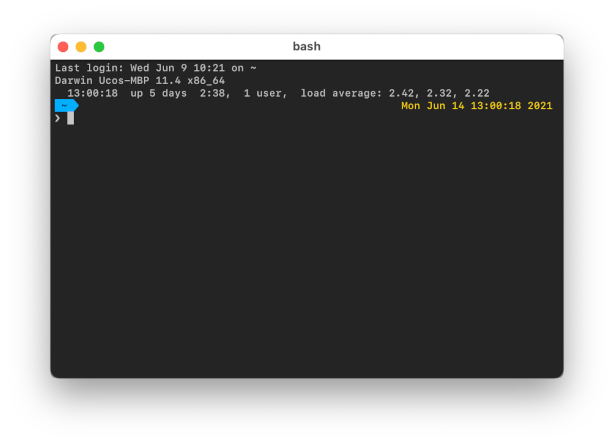 bash
Last login: Wed Jun 9 10:21 on ~
Darwin Ucos-MBP 11.4 x86_64
13:00:18 up 5 days 2:38, 1 user, load average: 2.42, 2.32, 2.22
~ Mon Jun 14 13:00:18 2021
❯